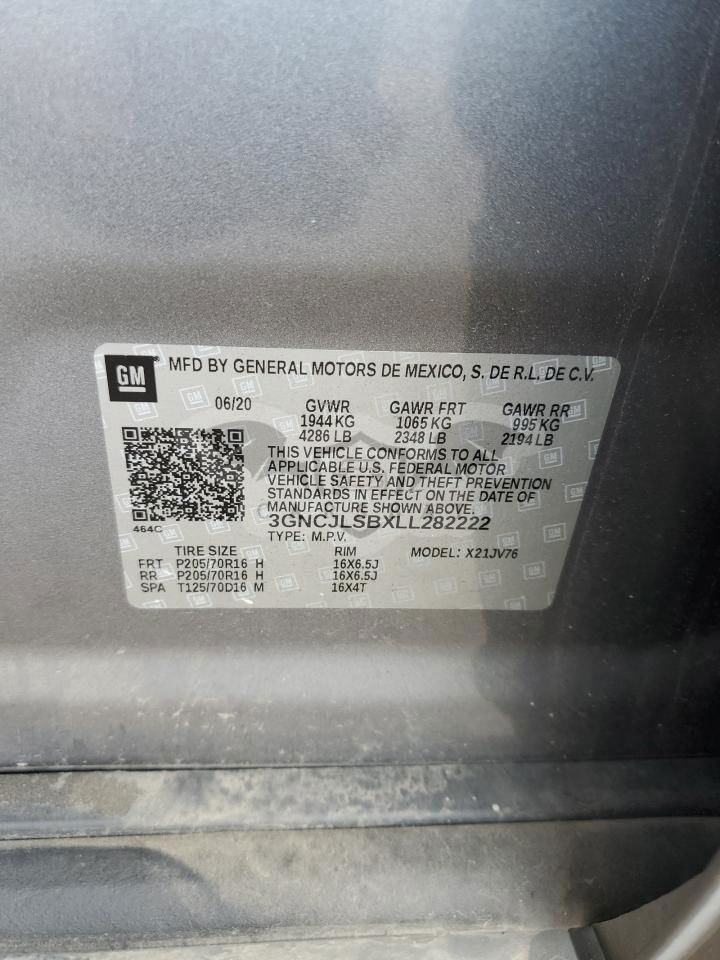 GM MFD BY GENERAL MOTORS DE MEXICO, S. DE R.L. DE C.V.
06/20 GVWR GAWR FRT GAWR RR
1944 KG 1065 KG 995 KG
4286 LB 2348 LB 2194 LB
THIS VEHICLE CONFORMS TO ALL
APPLICABLE U.S. FEDERAL MOTOR
VEHICLE SAFETY AND THEFT PREVENTION
STANDARDS IN EFFECT ON THE DATE OF
MANUFACTURE SHOWN ABOVE.
464C 3GNCJLSBXLL282222
TYPE: M.P.V.
TIRE SIZE RIM MODEL: X21JV76
FRT P205/70R16 H 16X6.5J
RR P205/70R16 H 16X6.5J
SPA T125/70D16 M 16X4T